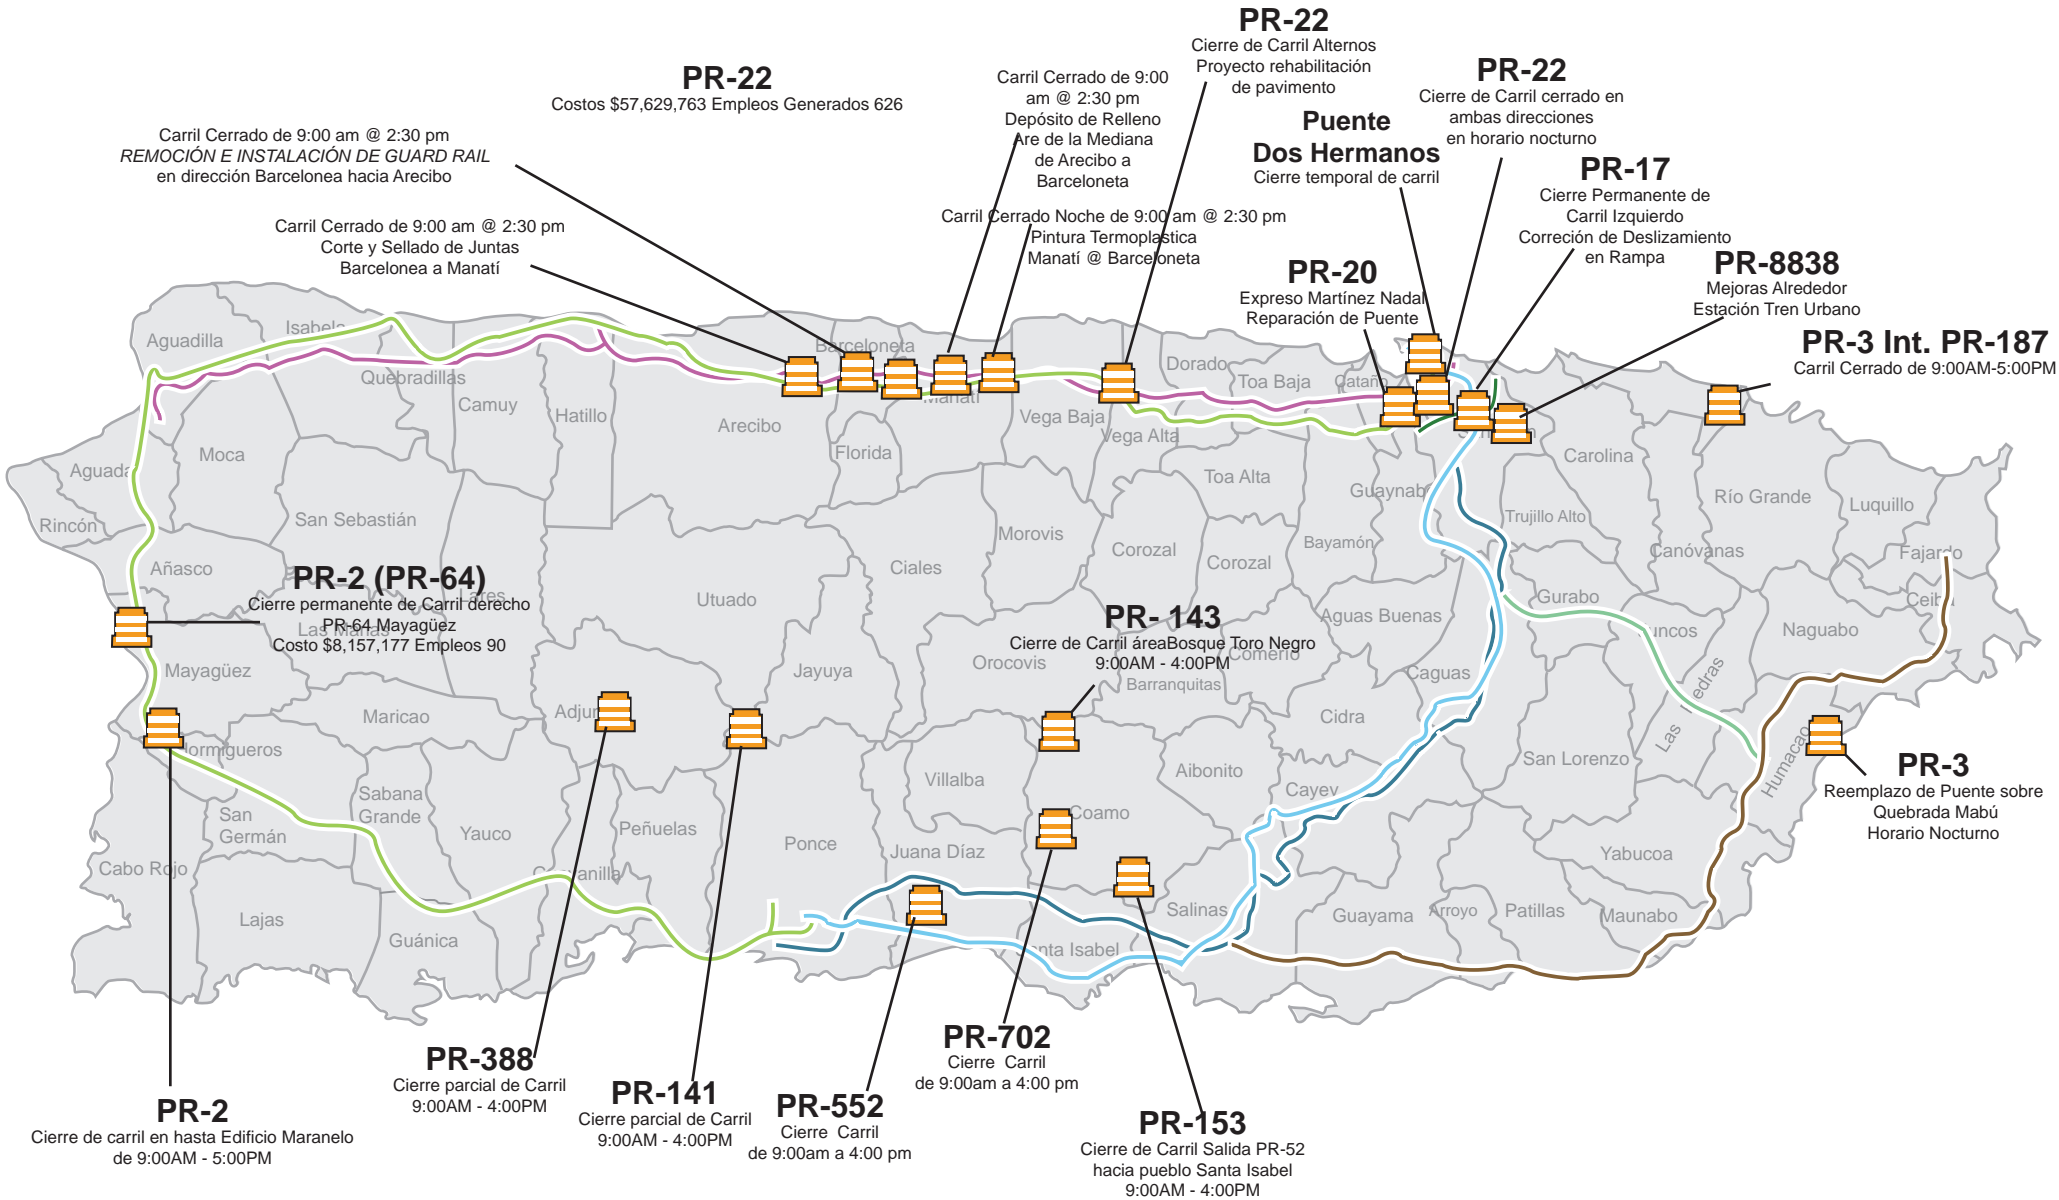 PR-22
Cierre de Carril Alternos
Proyecto rehabilitación
de pavimento
PR-22
Costos $57,629,763 Empleos Generados 626
Carril Cerrado de 9:00
am @ 2:30 pm
Depósito de Relleno
Are de la Mediana
de Arecibo a
Barceloneta
PR-22
Cierre de Carril cerrado en
ambas direcciones
en horario nocturno
Puente
Dos Hermanos
Cierre temporal de carril
Carril Cerrado de 9:00 am @ 2:30 pm
REMOCIÓN E INSTALACIÓN DE GUARD RAIL
en dirección Barcelonea hacia Arecibo
PR-17
Cierre Permanente de
Carril Izquierdo
Correción de Deslizamiento
en Rampa
Carril Cerrado de 9:00 am @ 2:30 pm
Corte y Sellado de Juntas
Barcelonea a Manatí
Carril Cerrado Noche de 9:00 am @ 2:30 pm
Pintura Termoplastica
Manatí @ Barceloneta
PR-20
Expreso Martínez Nadal
Reparación de Puente
PR-8838
Mejoras Alrededor
Estación Tren Urbano
PR-3 Int. PR-187
Carril Cerrado de 9:00AM-5:00PM
Aguadilla
Isabela
Quebradillas
Camuy
Hatillo
Arecibo
Barceloneta
Manatí
Florida
Vega Baja
Vega Alta
Dorado
Toa Baja
Cataño
Toa Alta
Guaynabo
Carolina
Río Grande
Luquillo
Fajardo
Ceiba
Aguada
Moca
Rincón
San Sebastián
Añasco
Lares
Las Marías
Utuado
Ciales
Morovis
Corozal
Corozal
Bayamón
Trujillo Alto
Canóvanas
PR-2 (PR-64)
Cierre permanente de Carril derecho
PR-64 Mayagüez
Costo $8,157,177 Empleos 90
PR- 143
Cierre de Carril áreaBosque Toro Negro
9:00AM - 4:00PM
Aguas Buenas
Gurabo
Juncos
Naguabo
Mayagüez
Maricao
Adjuntas
Jayuya
Orocovis
Comerío
Barranquitas
Caguas
Cidra
San Lorenzo
Las Piedras
Humacao
Hormigueros
San
Germán
Sabana
Grande
Yauco
Peñuelas
Ponce
Villalba
Juana Díaz
Coamo
Aibonito
Cayey
Yabucoa
Cabo Rojo
Lajas
Guánica
Guayanilla
Santa Isabel
Salinas
Guayama
Arroyo
Patillas
Maunabo
PR-3
Reemplazo de Puente sobre
Quebrada Mabú
Horario Nocturno
PR-2
Cierre de carril en hasta Edificio Maranelo
de 9:00AM - 5:00PM
PR-388
Cierre parcial de Carril
9:00AM - 4:00PM
PR-141
Cierre parcial de Carril
9:00AM - 4:00PM
PR-552
Cierre Carril
de 9:00am a 4:00 pm
PR-702
Cierre Carril
de 9:00am a 4:00 pm
PR-153
Cierre de Carril Salida PR-52
hacia pueblo Santa Isabel
9:00AM - 4:00PM